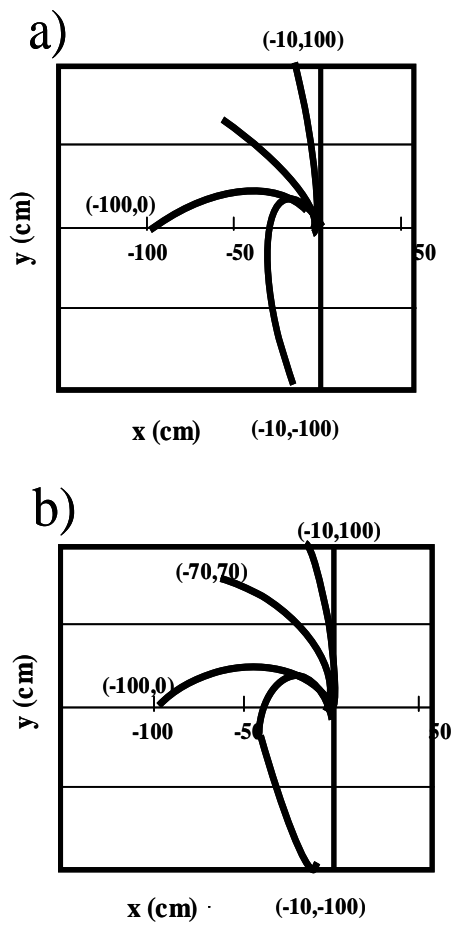 a)
(-10,100)
(-100,0)
y (cm)
-100
-50
50
x (cm)
(-10,-100)
b)
(-10,100)
(-70,70)
(-100,0)
y (cm)
-100
-50
50
x (cm)
(-10,-100)